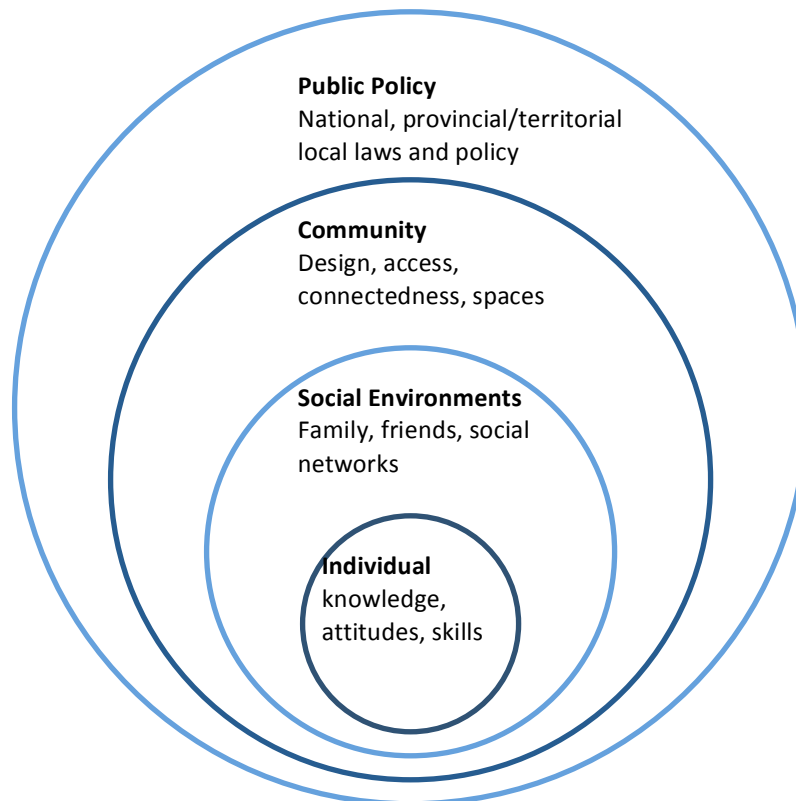 Public Policy
National, provincial/territorial
local laws and policy
Community
Design, access,
connectedness, spaces
Social Environments
Family, friends, social
networks
Individual
knowledge,
attitudes, skills